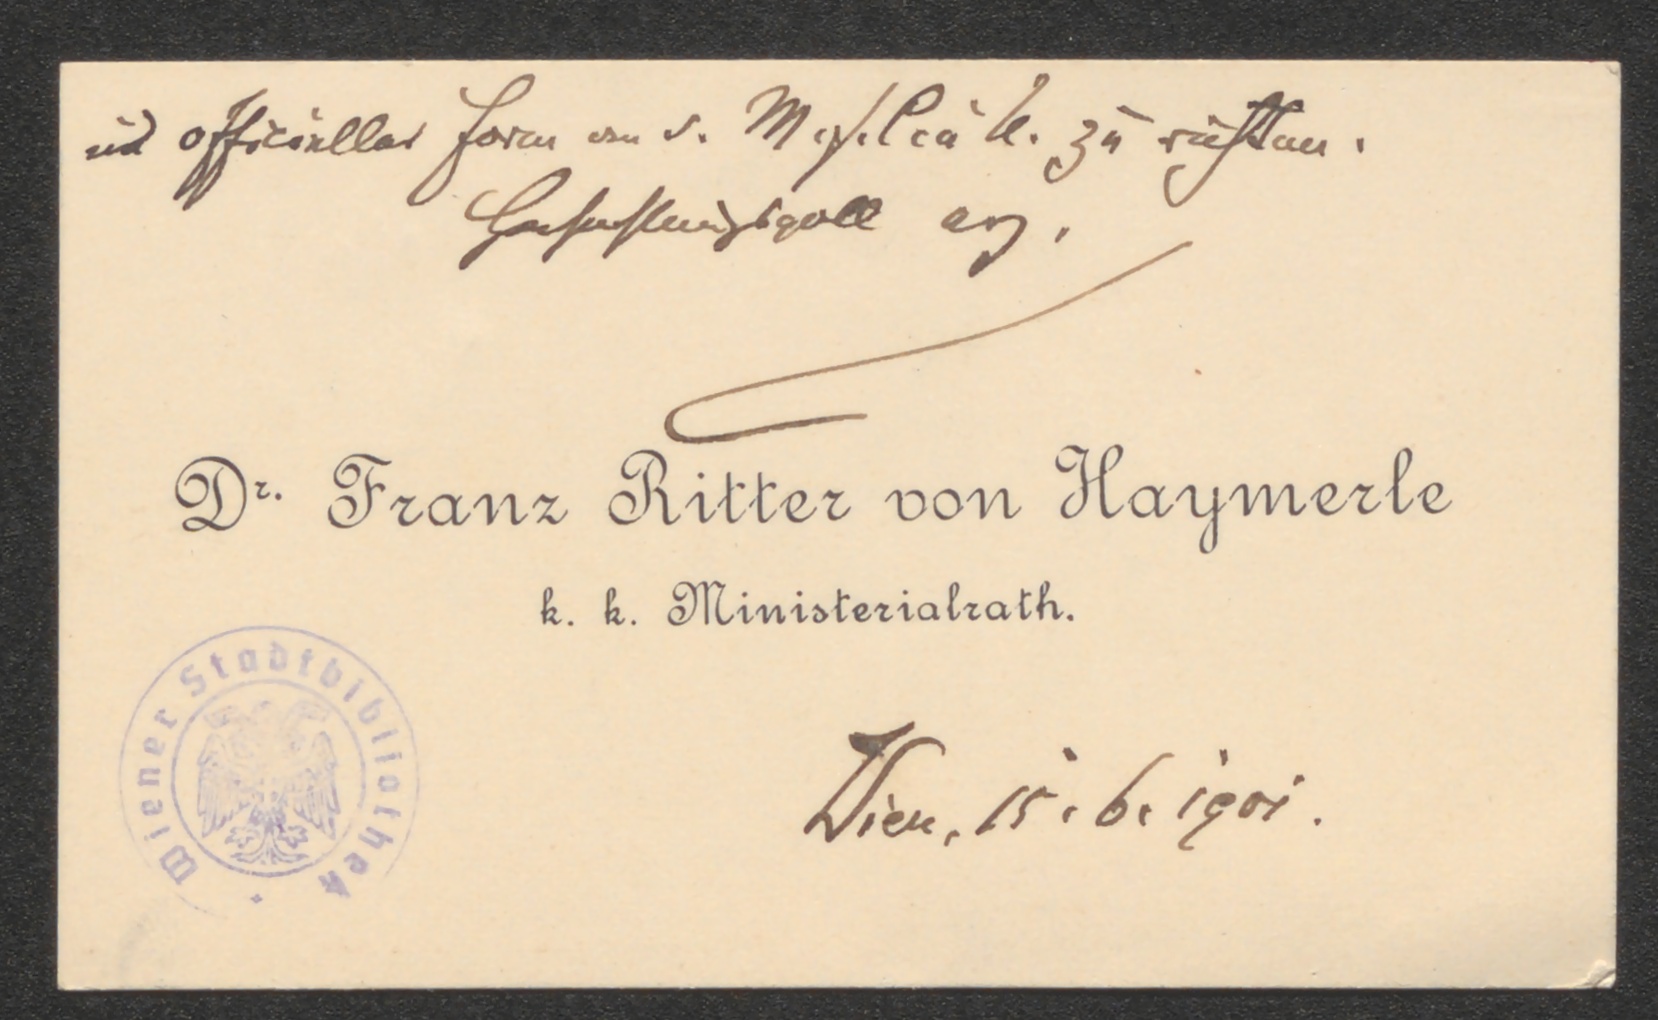 in officieller Form an s. zu richten.
Hochachtungsvoll erg.
Dr. Franz Ritter von Haymerle
k. k. Ministerialrath.
Wiener Stadtbibliothek
Wien, 15. 6. 1901.